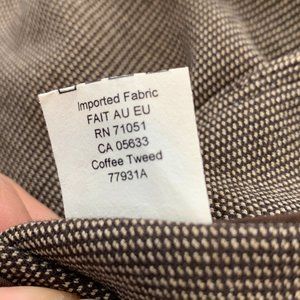 Imported Fabric
FAIT AU EU
RN 71051
CA 05633
Coffee Tweed
77931A